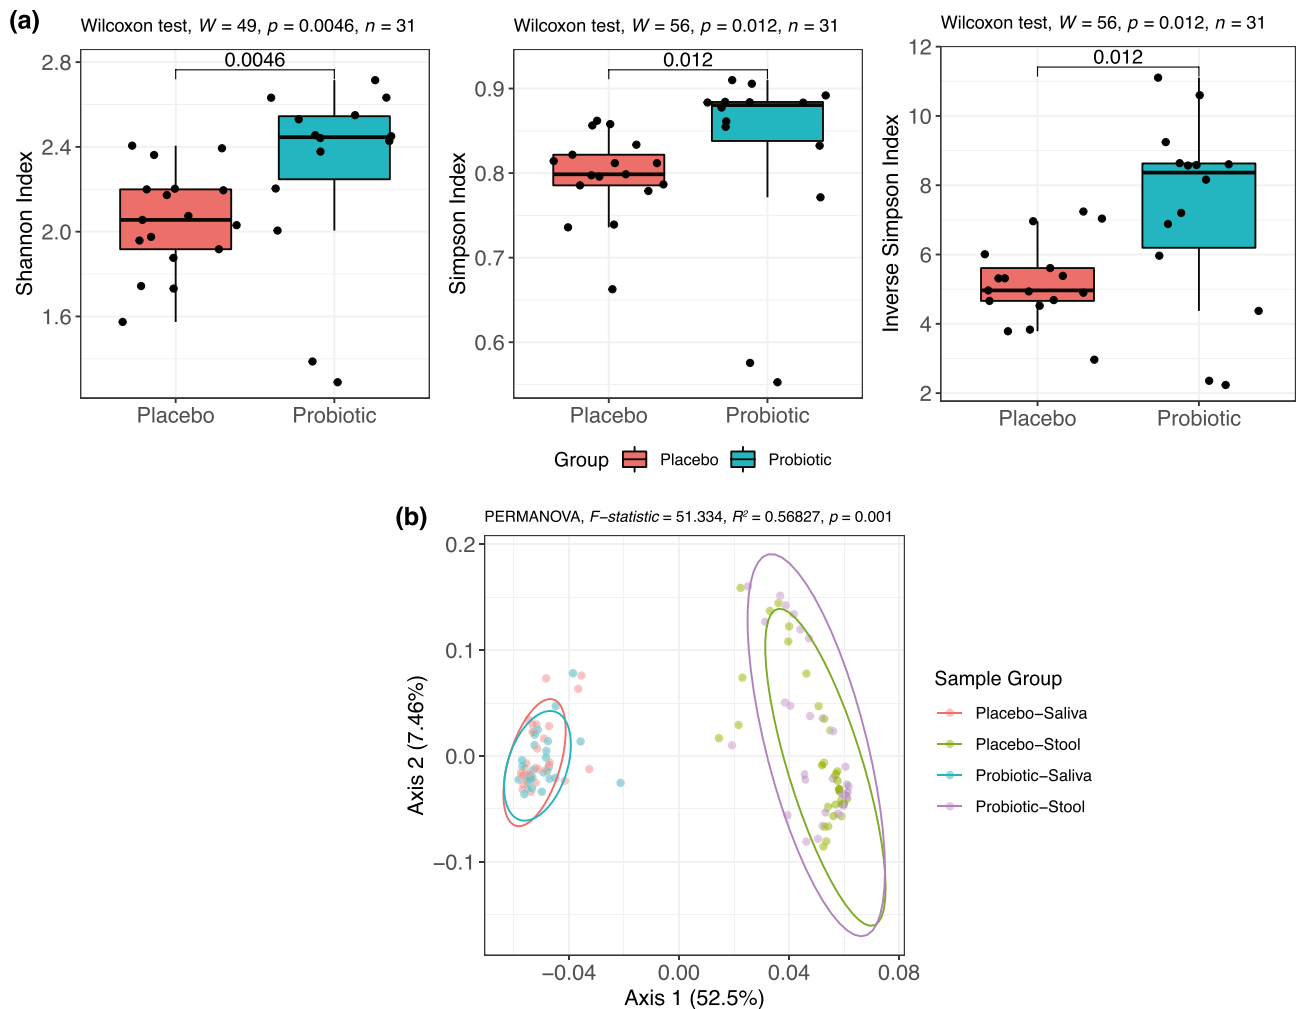 (a)
Wilcoxon test, W = 49, p = 0.0046, n = 31
Wilcoxon test, W = 56, p = 0.012, n = 31
Wilcoxon test, W = 56, p = 0.012, n = 31
Shannon Index
2.8
2.4
2.0
1.6
0.0046
Placebo
Probiotic
Simpson Index
0.9
0.8
0.7
0.6
0.012
Placebo
Probiotic
Inverse Simpson Index
12
10
8
6
4
2
0.012
Placebo
Probiotic
Group
Placebo
Probiotic
(b)
PERMANOVA, F−statistic = 51.334, R² = 0.56827, p = 0.001
Axis 2 (7.46%)
0.2
0.1
0.0
−0.1
−0.04
0.00
0.04
0.08
Axis 1 (52.5%)
Sample Group
Placebo−Saliva
Placebo−Stool
Probiotic−Saliva
Probiotic−Stool